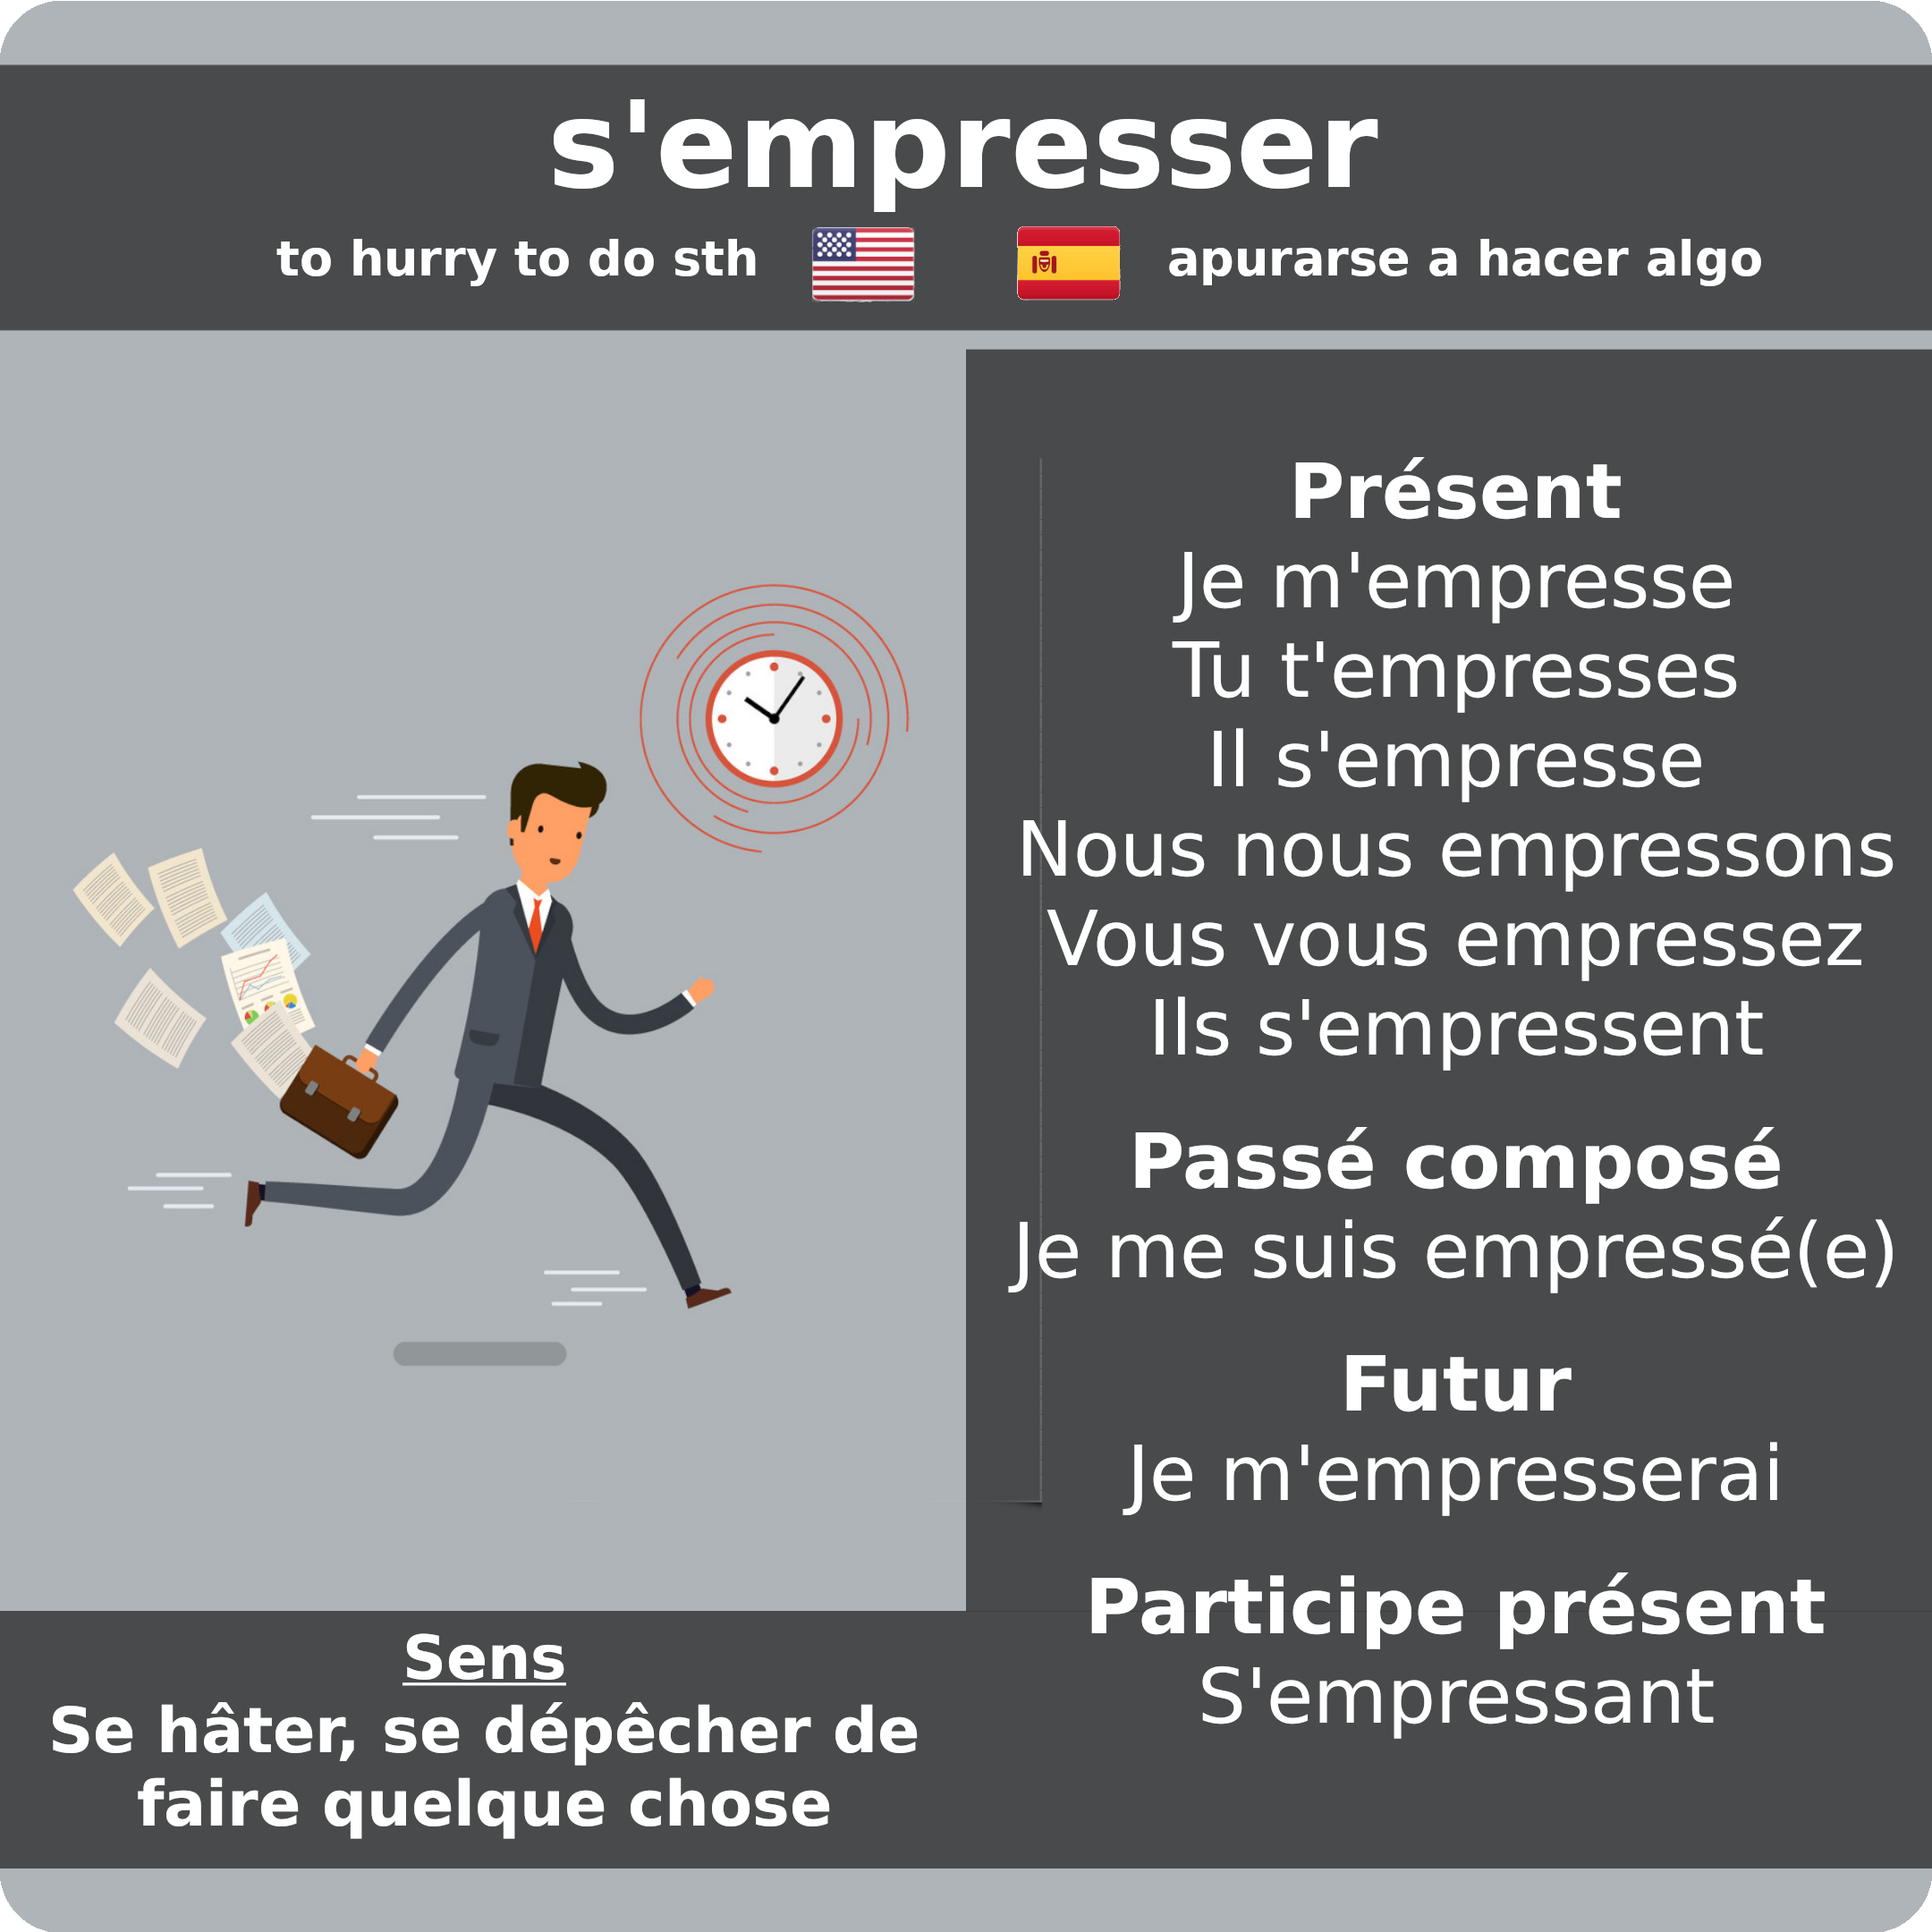 s'empresser
to hurry to do sth
apurarse a hacer algo
Présent
Je m'empresse
Tu t'empresses
Il s'empresse
Nous nous empressons
Vous vous empressez
Ils s'empressent
Passé composé
Je me suis empressé(e)
Futur
Je m'empresserai
Participe présent
S'empressant
Sens
Se hâter, se dépêcher de
faire quelque chose